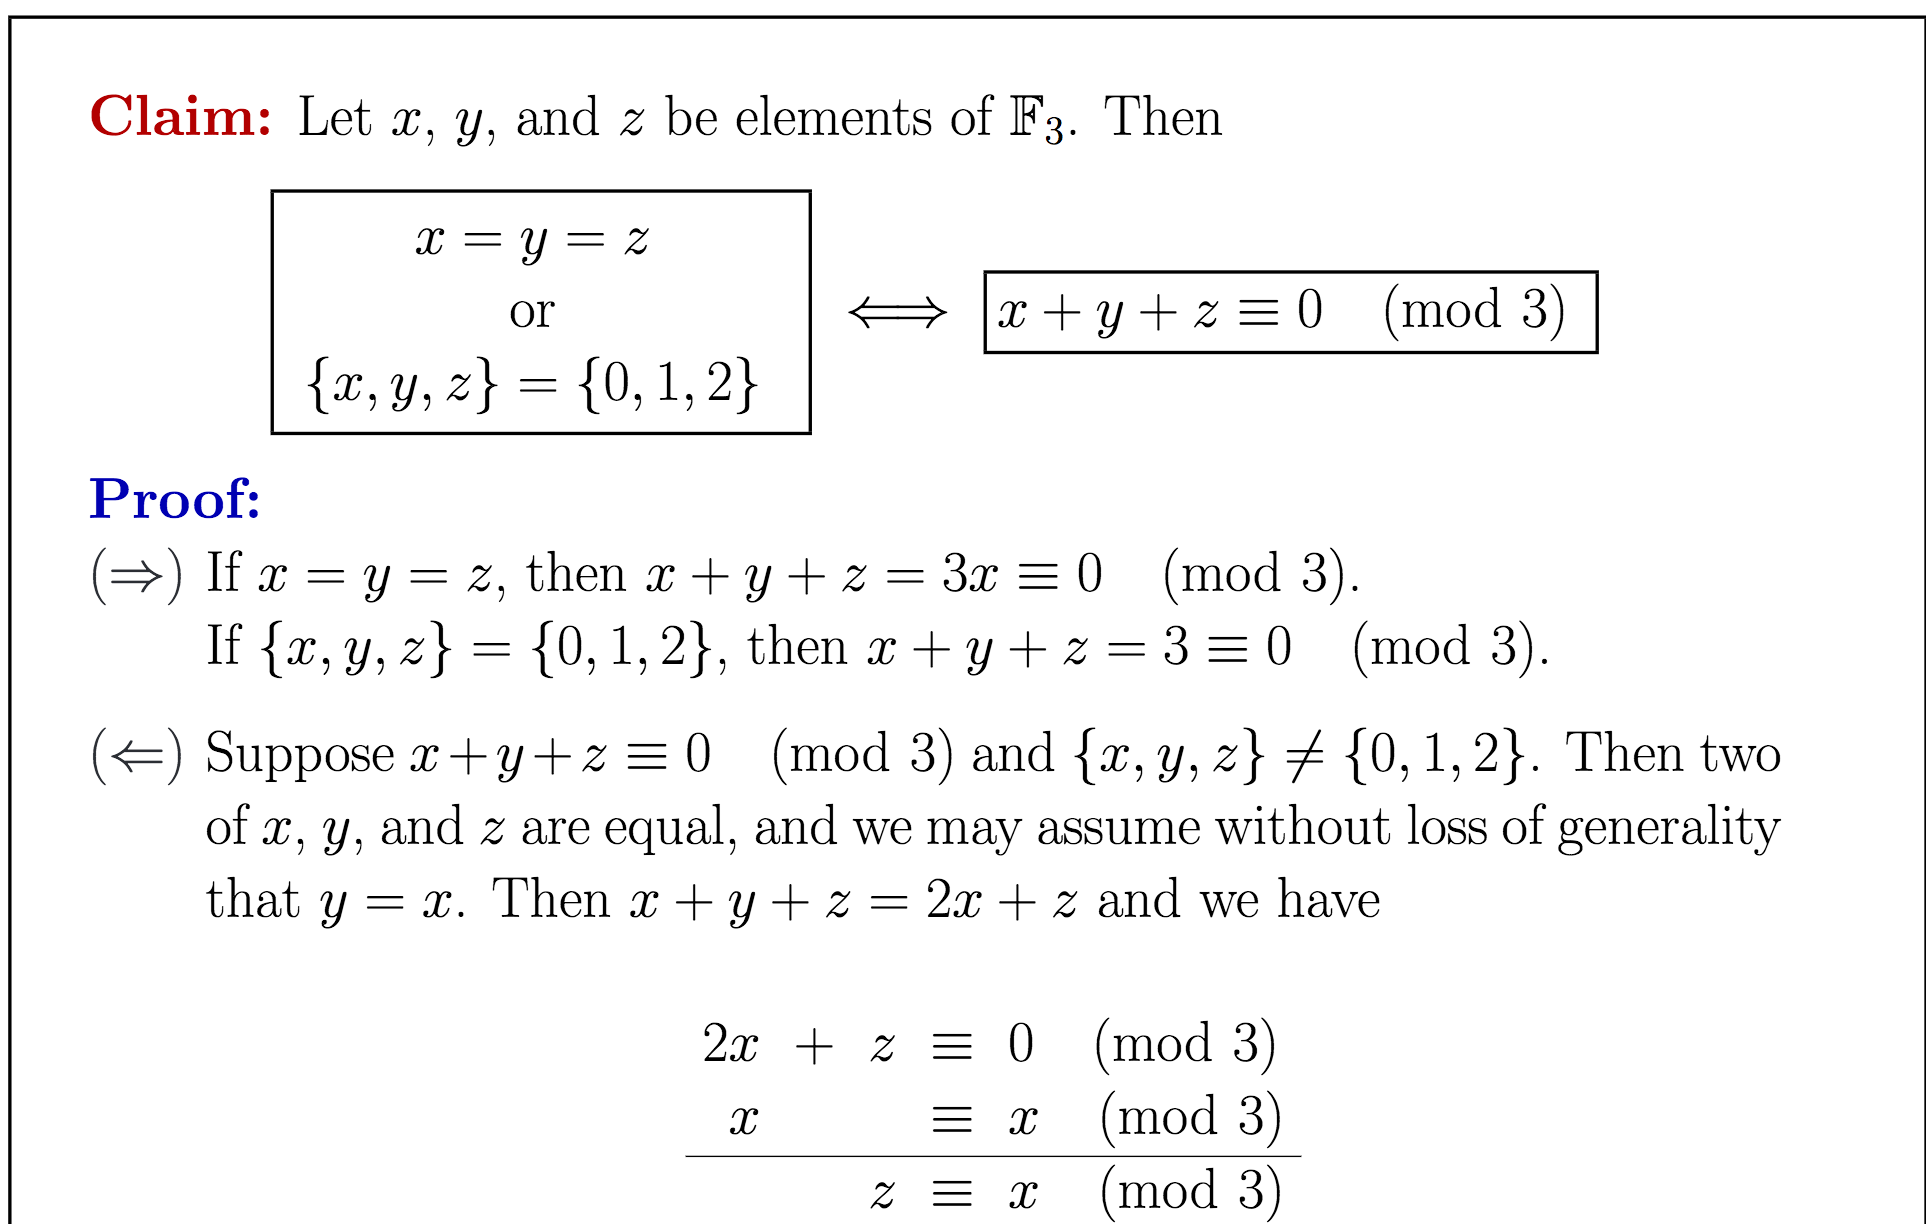 Claim: Let x, y, and z be elements of 𝔽₃. Then
x = y = z
or
{x, y, z} = {0, 1, 2}
⟺ x + y + z ≡ 0 (mod 3)
Proof:
(⇒) If x = y = z, then x + y + z = 3x ≡ 0 (mod 3).
If {x, y, z} = {0, 1, 2}, then x + y + z = 3 ≡ 0 (mod 3).
(⇐) Suppose x + y + z ≡ 0 (mod 3) and {x, y, z} ≠ {0, 1, 2}. Then two
of x, y, and z are equal, and we may assume without loss of generality
that y = x. Then x + y + z = 2x + z and we have
2x + z ≡ 0 (mod 3)
x ≡ x (mod 3)
z ≡ x (mod 3)